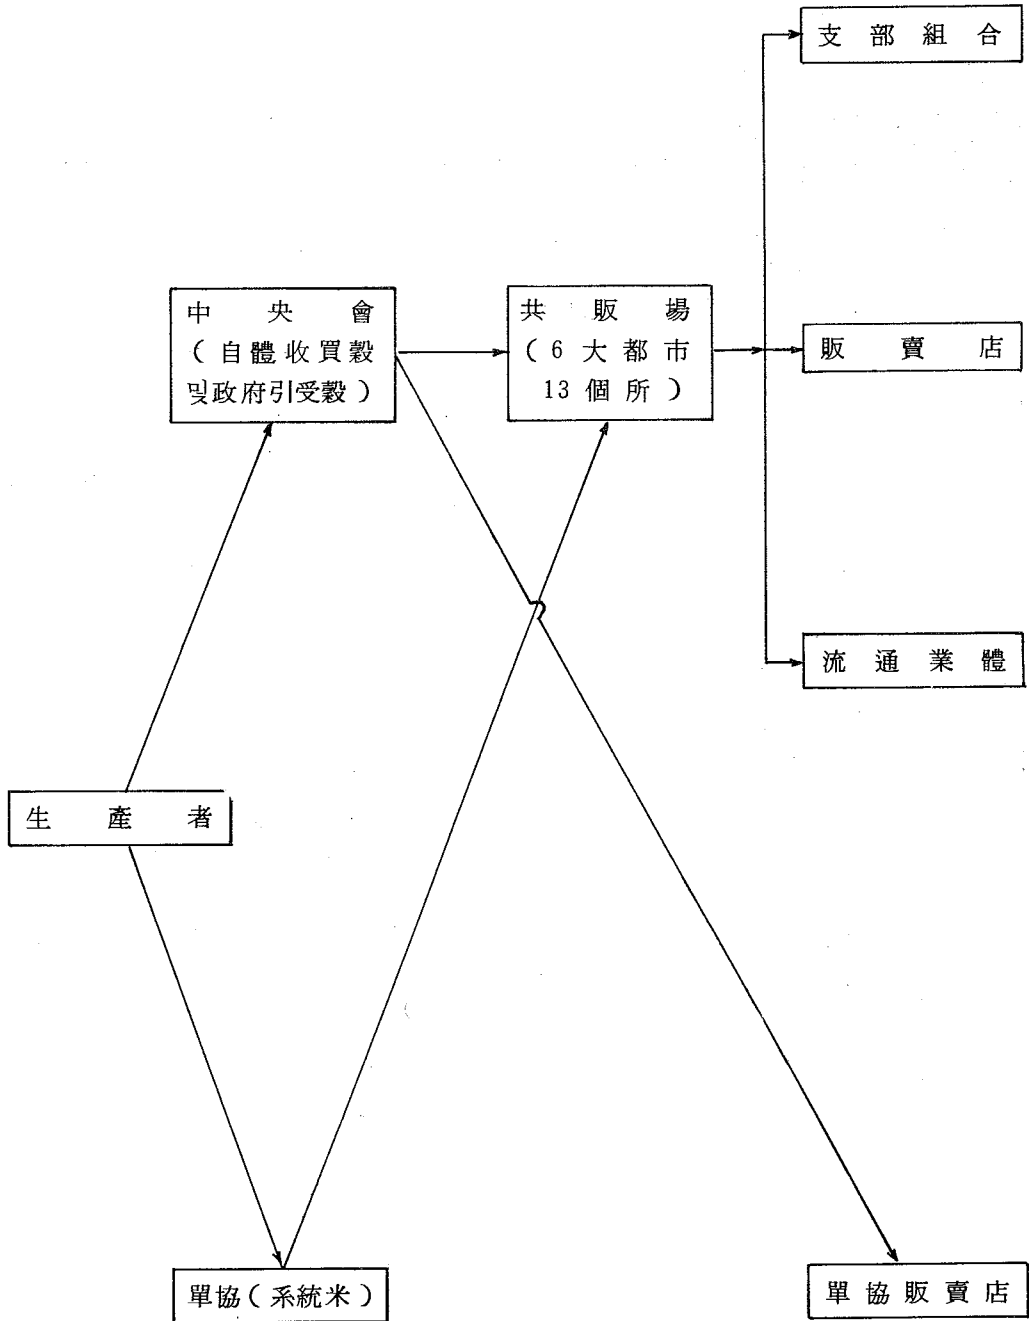 支部組合
中央會
(自體收買穀
및政府引受穀)
共販場
(6大都市
13個所)
販賣店
流通業體
生產者
單協(系統米)
單協販賣店